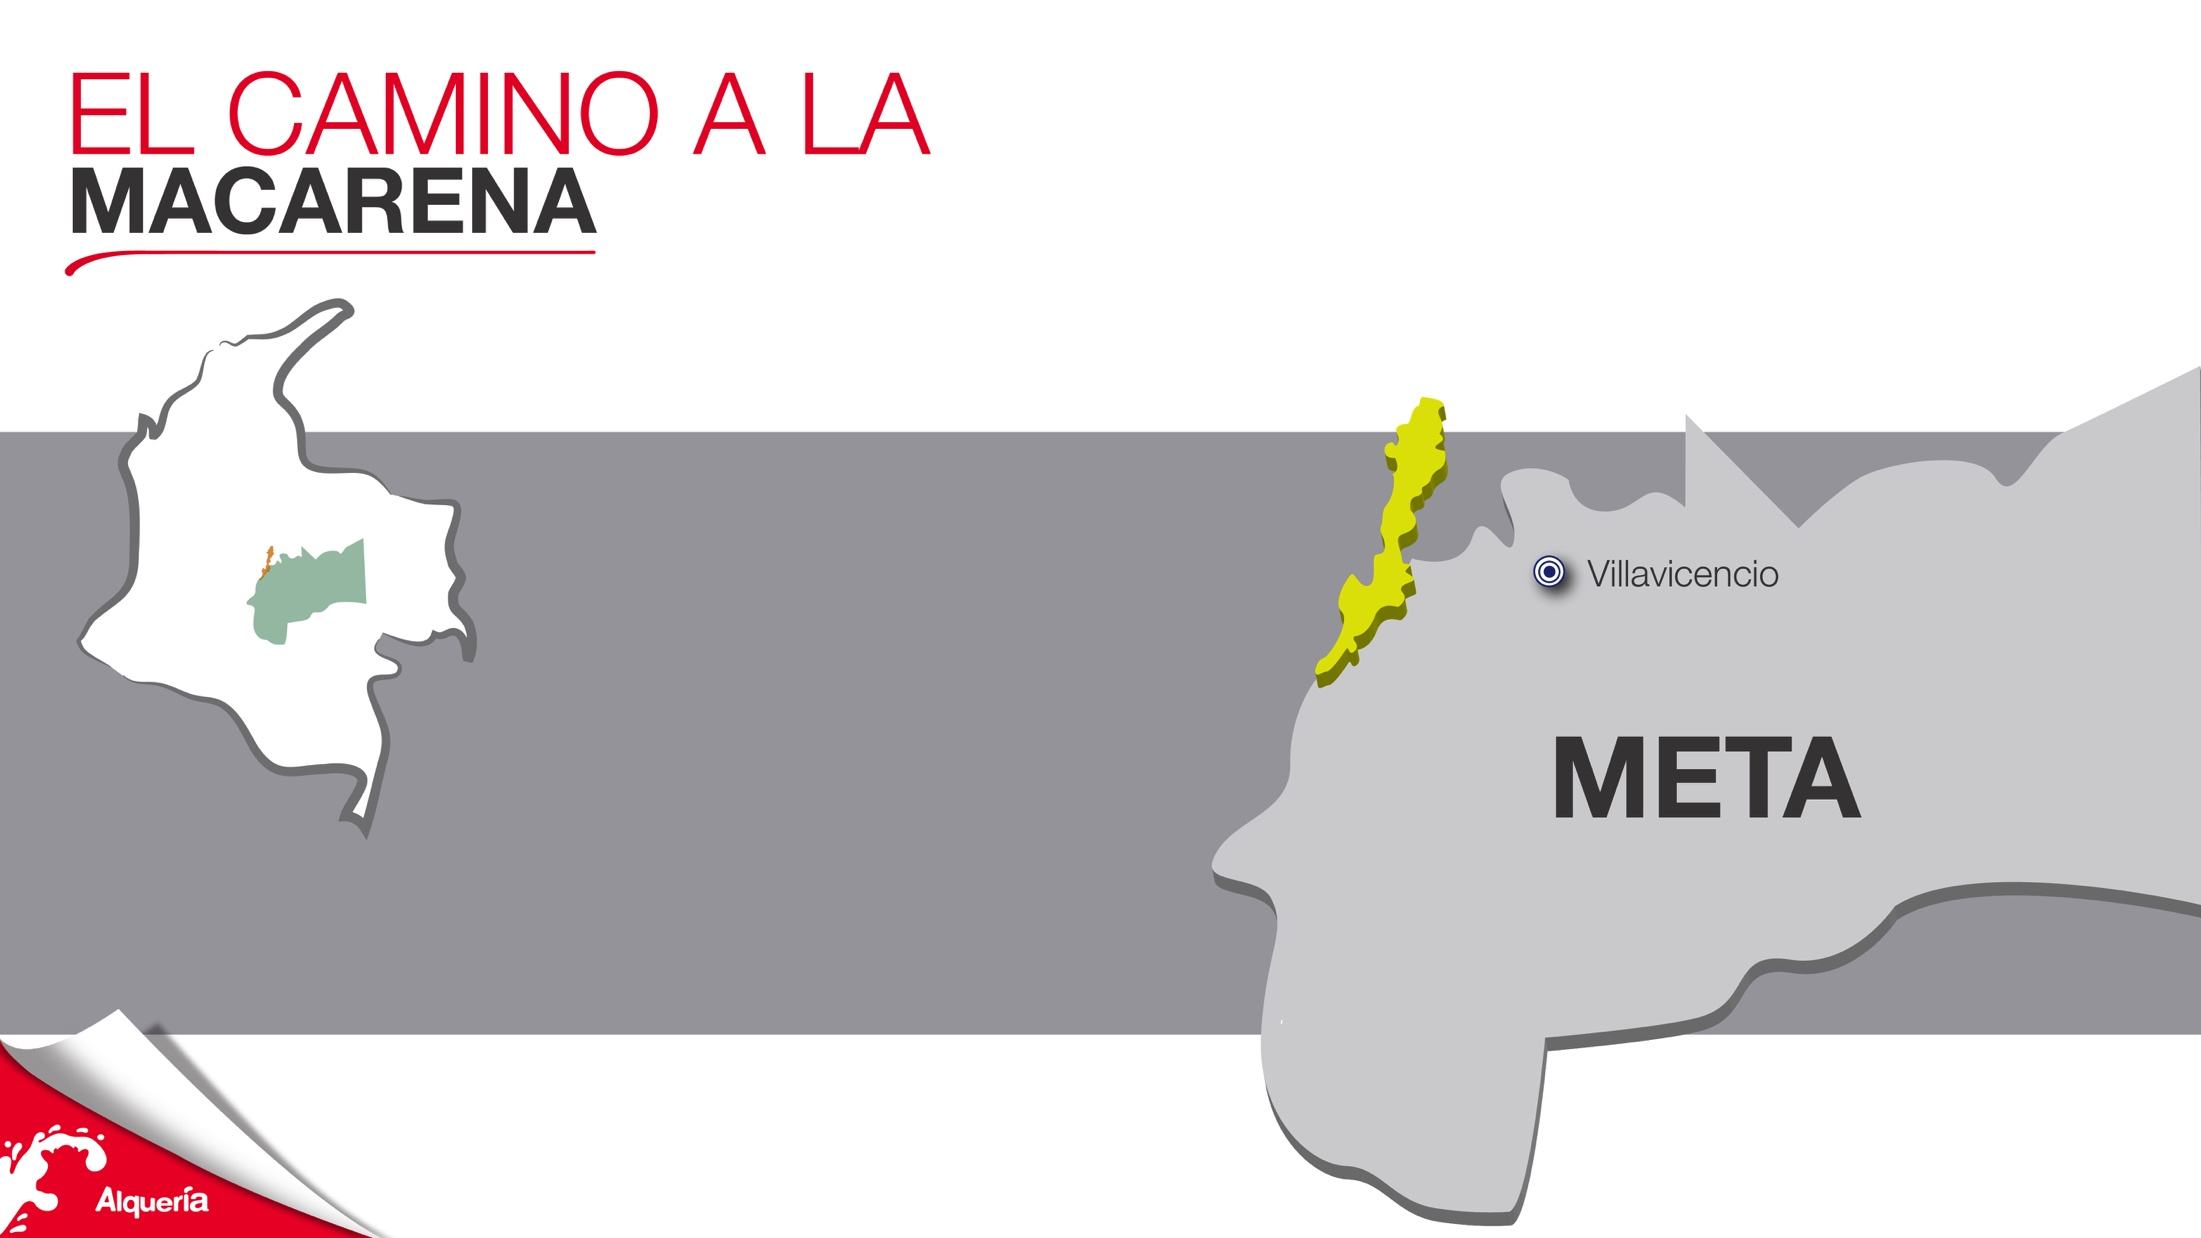 EL CAMINO A LA
MACARENA
Villavicencio
META
Alquería